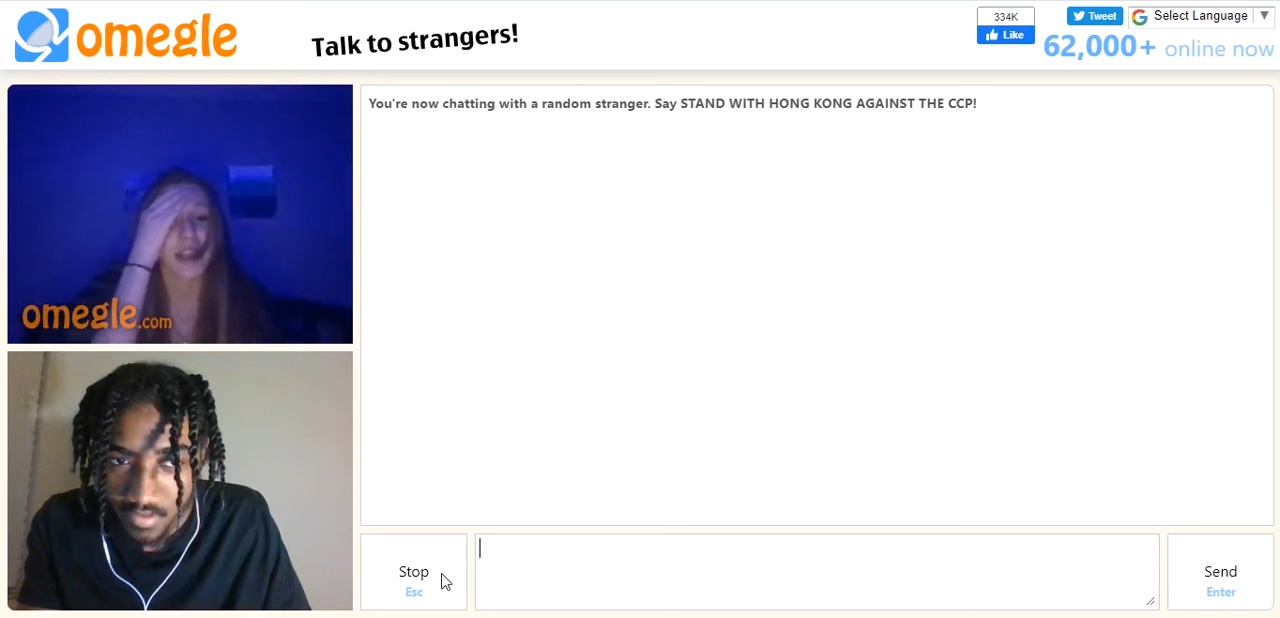 omegle
Talk to strangers!
334K
Like
Tweet
Select Language
62,000+ online now
You're now chatting with a random stranger. Say STAND WITH HONG KONG AGAINST THE CCP!
omegle.com
Stop
Esc
Send
Enter